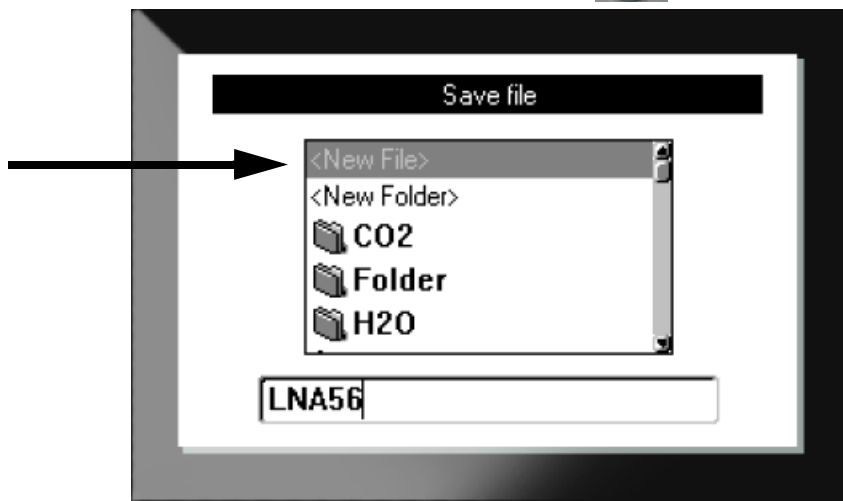 Save file
<New File>
<New Folder>
CO2
Folder
H2O
LNA56